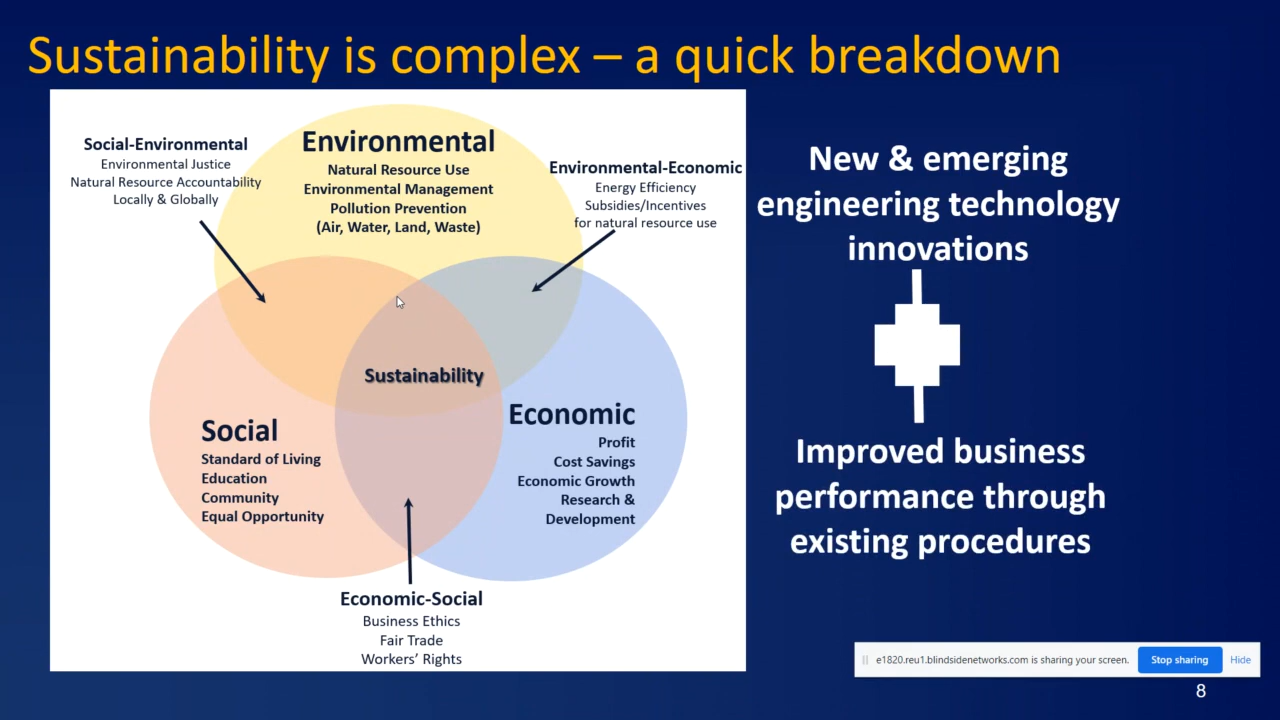 Sustainability is complex – a quick breakdown
Social-Environmental
Environmental Justice
Natural Resource Accountability
Locally & Globally
Environmental
Natural Resource Use
Environmental Management
Pollution Prevention
(Air, Water, Land, Waste)
Environmental-Economic
Energy Efficiency
Subsidies/Incentives
for natural resource use
Sustainability
Social
Standard of Living
Education
Community
Equal Opportunity
Economic
Profit
Cost Savings
Economic Growth
Research &
Development
Economic-Social
Business Ethics
Fair Trade
Workers’ Rights
New & emerging
engineering technology
innovations
Improved business
performance through
existing procedures
e1820.reu1.blindsidenetworks.com is sharing your screen.
Stop sharing
Hide
8